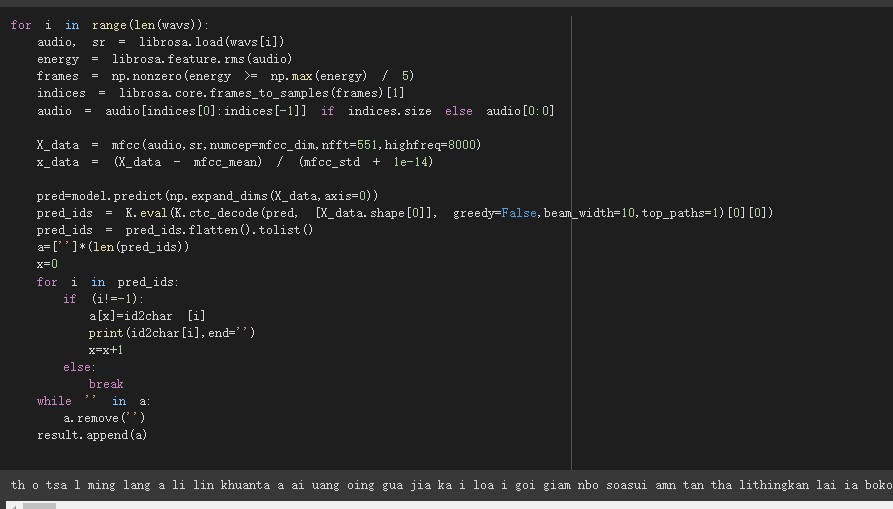 for i in range(len(wavs)):
audio, sr = librosa.load(wavs[i])
energy = librosa.feature.rms(audio)
frames = np.nonzero(energy >= np.max(energy) / 5)
indices = librosa.core.frames_to_samples(frames)[1]
audio = audio[indices[0]:indices[-1]] if indices.size else audio[0:0]
X_data = mfcc(audio,sr,numcep=mfcc_dim,nfft=551,highfreq=8000)
x_data = (X_data - mfcc_mean) / (mfcc_std + 1e-14)
pred=model.predict(np.expand_dims(X_data,axis=0))
pred_ids = K.eval(K.ctc_decode(pred, [X_data.shape[0]], greedy=False,beam_width=10,top_paths=1)[0][0])
pred_ids = pred_ids.flatten().tolist()
a=['']*(len(pred_ids))
x=0
for i in pred_ids:
if (i!=-1):
a[x]=id2char [i]
print(id2char[i],end='')
x=x+1
else:
break
while '' in a:
a.remove('')
result.append(a)
th o tsa l ming lang a li lin khuanta a ai uang oing gua jia ka i loa i goi giam nbo soasui amn tan tha lithingkan lai ia boko